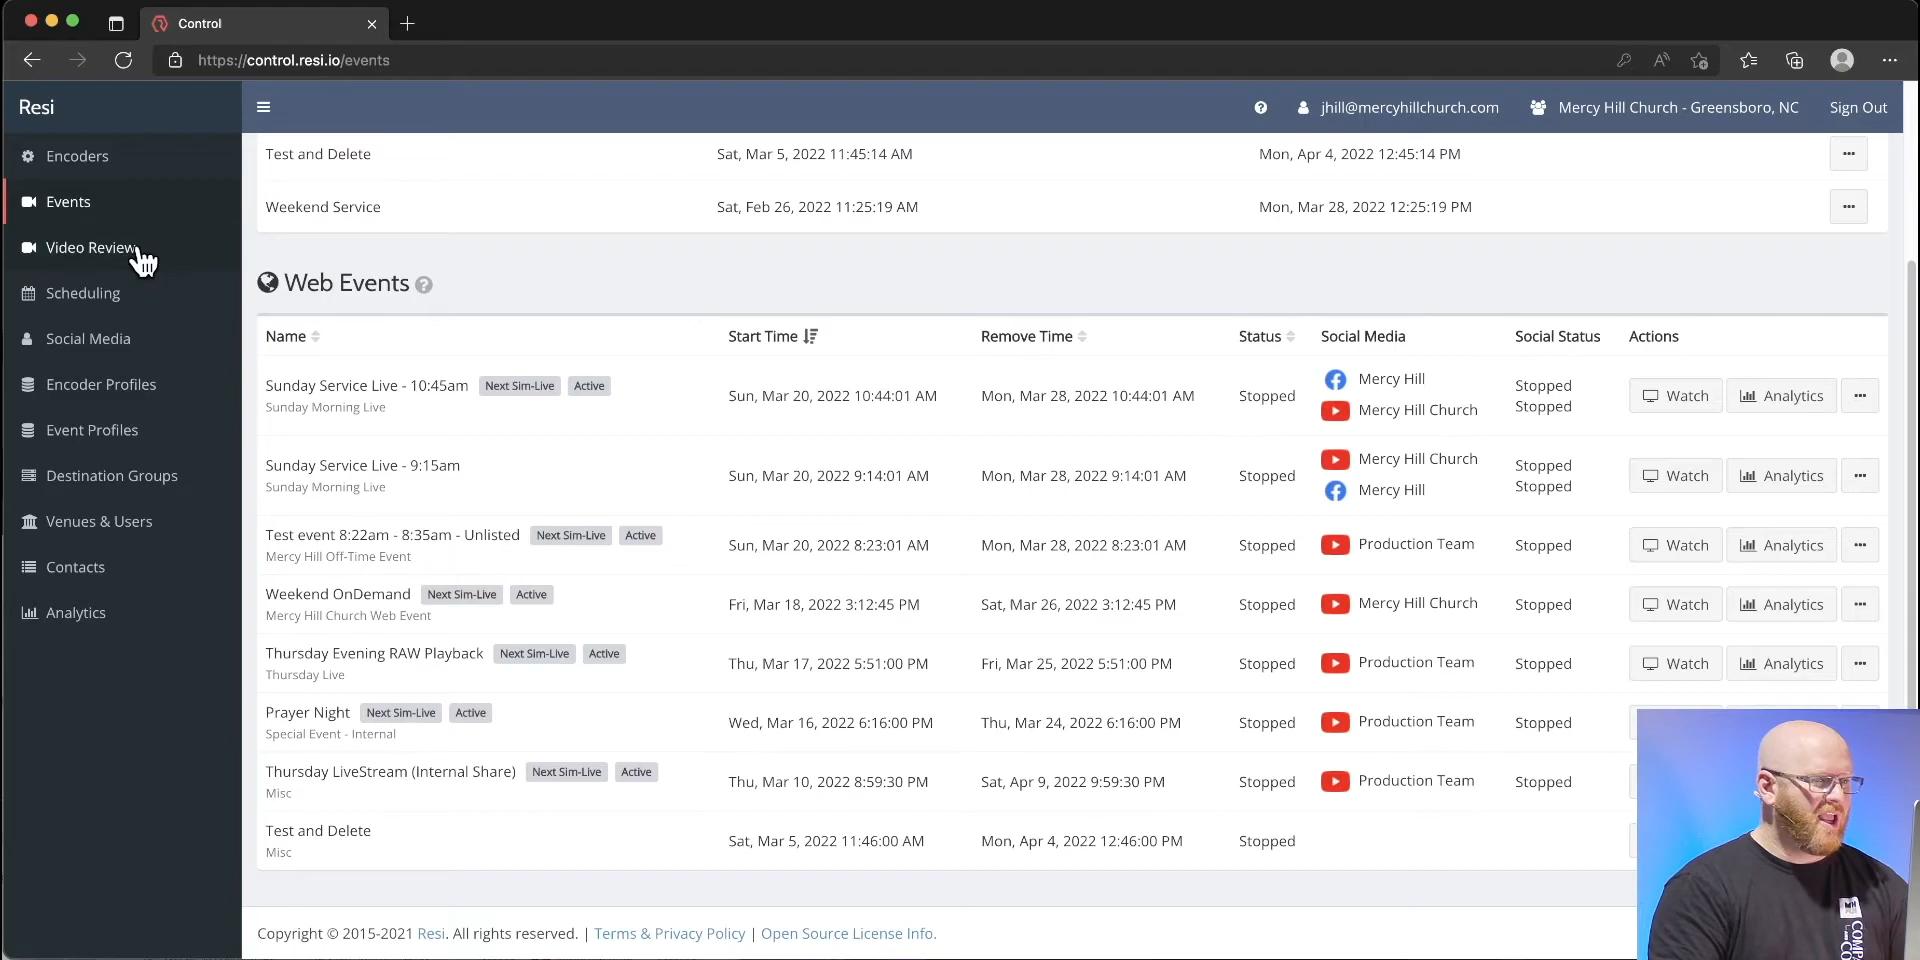 Control
https://control.resi.io/events
Resi
jhill@mercyhillchurch.com
Mercy Hill Church - Greensboro, NC
Sign Out
Encoders
Events
Video Review
Scheduling
Social Media
Encoder Profiles
Event Profiles
Destination Groups
Venues & Users
Contacts
Analytics
Test and Delete Sat, Mar 5, 2022 11:45:14 AM Mon, Apr 4, 2022 12:45:14 PM
Weekend Service Sat, Feb 26, 2022 11:25:19 AM Mon, Mar 28, 2022 12:25:19 PM
Web Events
Name Start Time Remove Time Status Social Media Social Status Actions
Sunday Service Live - 10:45am Next Sim-Live Active
Sunday Morning Live
Sun, Mar 20, 2022 10:44:01 AM Mon, Mar 28, 2022 10:44:01 AM Stopped
Mercy Hill
Mercy Hill Church
Stopped
Stopped
Watch Analytics
Sunday Service Live - 9:15am
Sunday Morning Live
Sun, Mar 20, 2022 9:14:01 AM Mon, Mar 28, 2022 9:14:01 AM Stopped
Mercy Hill Church
Mercy Hill
Stopped
Stopped
Watch Analytics
Test event 8:22am - 8:35am - Unlisted Next Sim-Live Active
Mercy Hill Off-Time Event
Sun, Mar 20, 2022 8:23:01 AM Mon, Mar 28, 2022 8:23:01 AM Stopped Production Team Stopped Watch Analytics
Weekend OnDemand Next Sim-Live Active
Mercy Hill Church Web Event
Fri, Mar 18, 2022 3:12:45 PM Sat, Mar 26, 2022 3:12:45 PM Stopped Mercy Hill Church Stopped Watch Analytics
Thursday Evening RAW Playback Next Sim-Live Active
Thursday Live
Thu, Mar 17, 2022 5:51:00 PM Fri, Mar 25, 2022 5:51:00 PM Stopped Production Team Stopped Watch Analytics
Prayer Night Next Sim-Live Active
Special Event - Internal
Wed, Mar 16, 2022 6:16:00 PM Thu, Mar 24, 2022 6:16:00 PM Stopped Production Team Stopped
Thursday LiveStream (Internal Share) Next Sim-Live Active
Misc
Thu, Mar 10, 2022 8:59:30 PM Sat, Apr 9, 2022 9:59:30 PM Stopped Production Team Stopped
Test and Delete
Misc
Sat, Mar 5, 2022 11:46:00 AM Mon, Apr 4, 2022 12:46:00 PM Stopped
Copyright © 2015-2021 Resi. All rights reserved. | Terms & Privacy Policy | Open Source License Info.